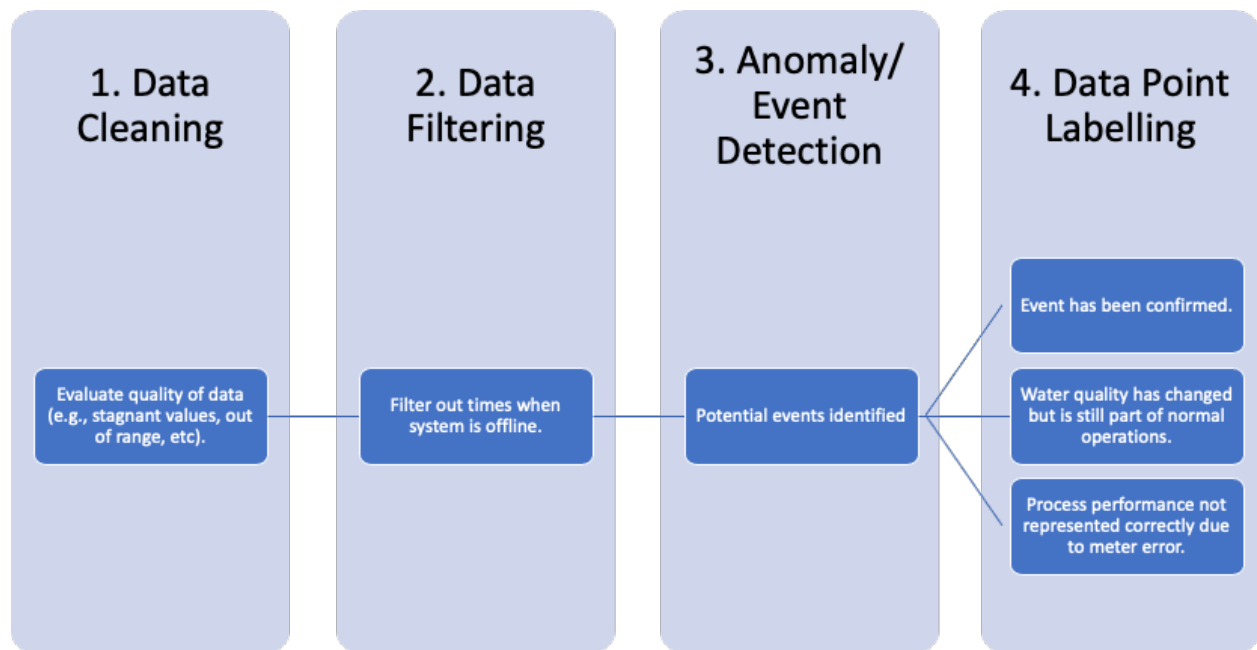 1. Data
Cleaning
2. Data
Filtering
3. Anomaly/
Event
Detection
4. Data Point
Labelling
Evaluate quality of data
(e.g., stagnant values, out
of range, etc).
Filter out times when
system is offline.
Potential events identified
Event has been confirmed.
Water quality has changed
but is still part of normal
operations.
Process performance not
represented correctly due
to meter error.